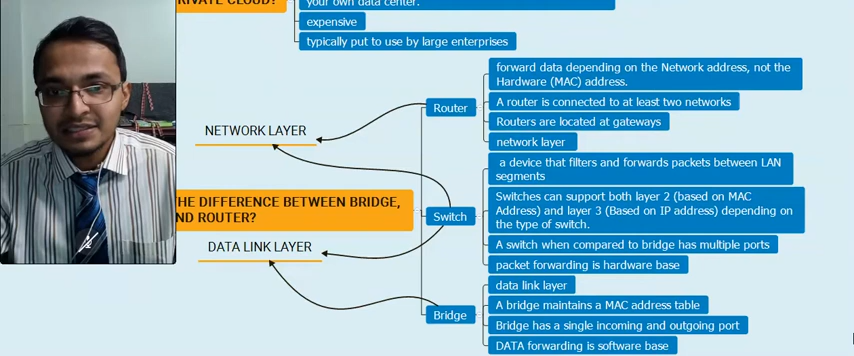 RIVATE CLOUD?
your own data center.
expensive
typically put to use by large enterprises
forward data depending on the Network address, not the
Hardware (MAC) address.
Router
A router is connected to at least two networks
Routers are located at gateways
network layer
NETWORK LAYER
a device that filters and forwards packets between LAN
segments
HE DIFFERENCE BETWEEN BRIDGE,
ND ROUTER?
Switch
Switches can support both layer 2 (based on MAC
Address) and layer 3 (Based on IP address) depending on
the type of switch.
A switch when compared to bridge has multiple ports
packet forwarding is hardware base
DATA LINK LAYER
data link layer
A bridge maintains a MAC address table
Bridge
Bridge has a single incoming and outgoing port
DATA forwarding is software base